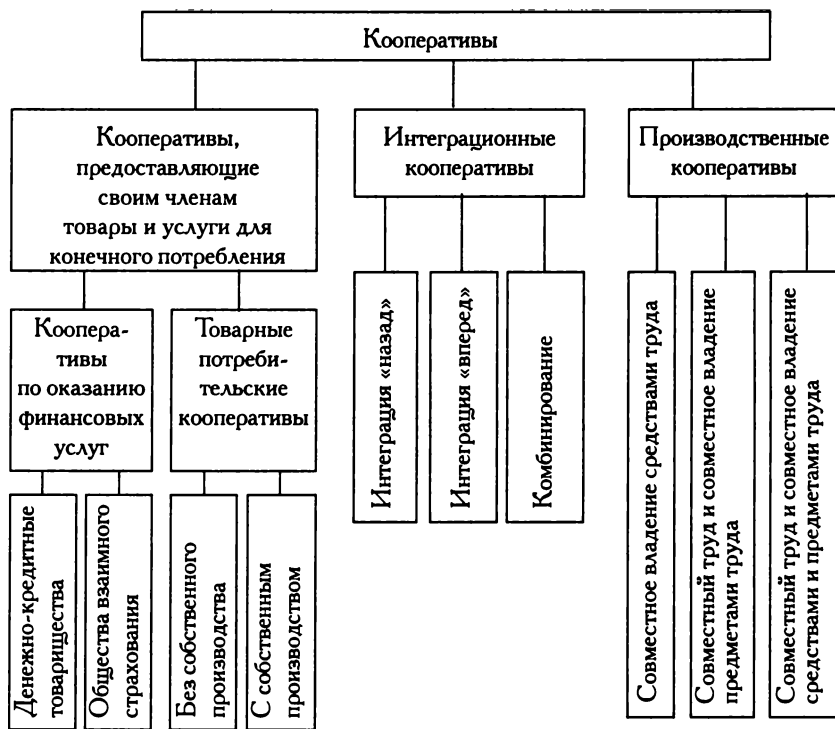 Кооперативы
Кооперативы,
предоставляющие
своим членам
товары и услуги для
конечного потребления
Интеграционные
кооперативы
Производственные
кооперативы
Коопера-
тивы
по оказанию
финансовых
услуг
Товарные
потреби-
тельские
кооперативы
Денежно-кредитные
товарищества
Общества взаимного
страхования
Без собственного
производства
С собственным
производством
Интеграция «назад»
Интеграция «вперед»
Комбинирование
Совместное владение средствами труда
Совместный труд и совместное владение
предметами труда
Совместный труд и совместное владение
средствами и предметами труда